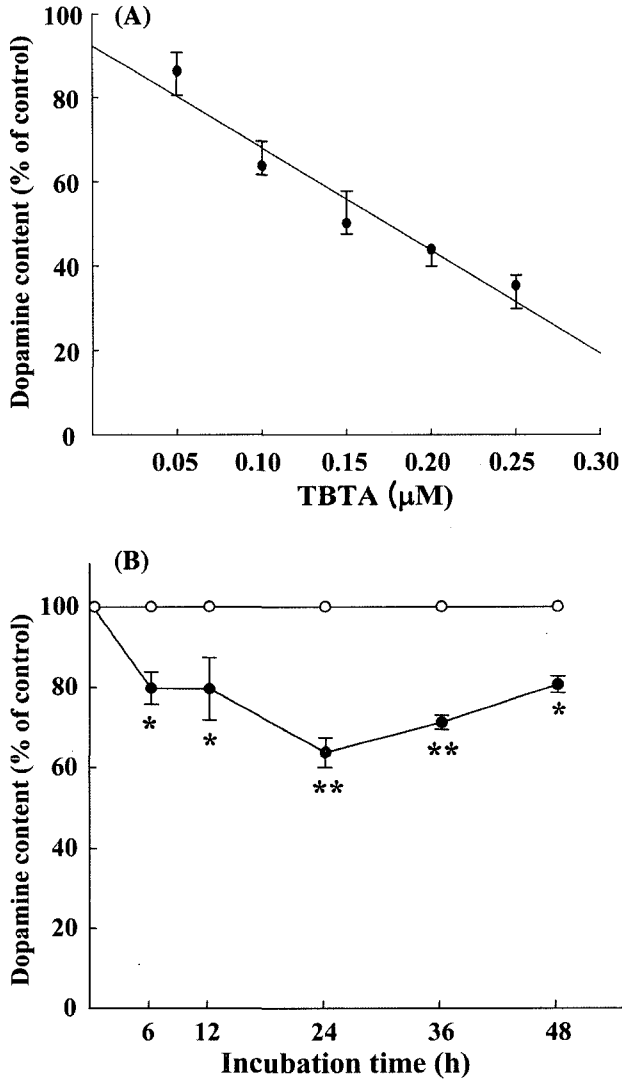 (A)
Dopamine content (% of control)
100
80
60
40
20
0
0.05 0.10 0.15 0.20 0.25 0.30
TBTA (μM)
(B)
Dopamine content (% of control)
100
80
60
40
20
0
* * ** ** *
6 12 24 36 48
Incubation time (h)